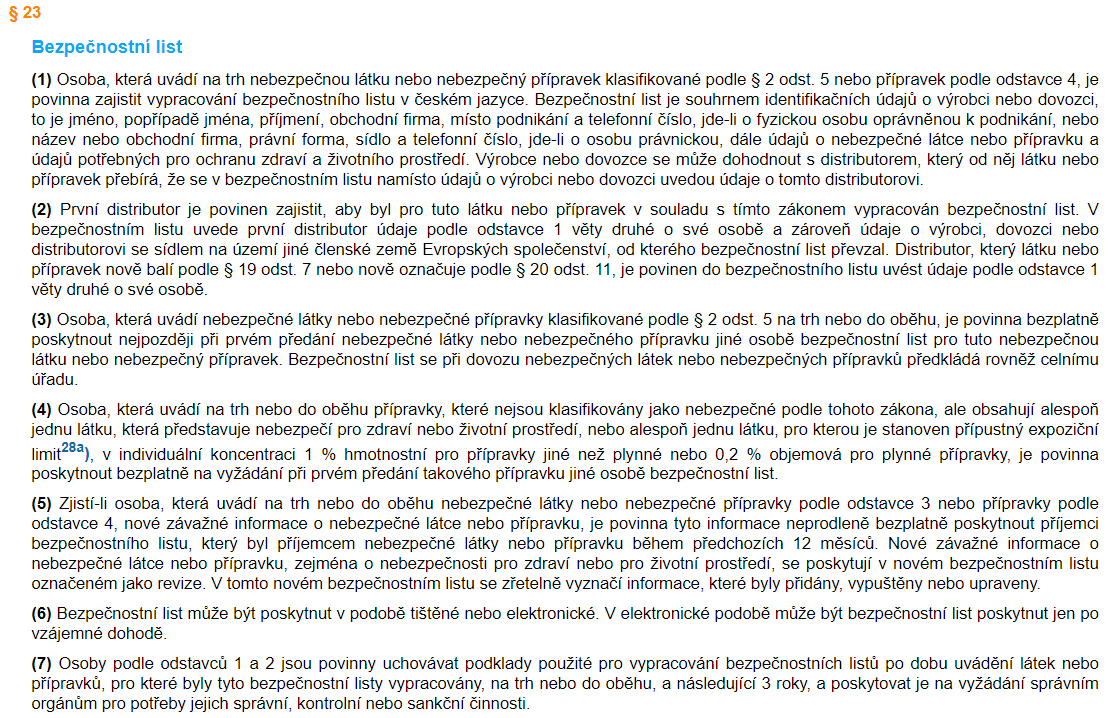 § 23
Bezpečnostní list
(1) Osoba, která uvádí na trh nebezpečnou látku nebo nebezpečný přípravek klasifikované podle § 2 odst. 5 nebo přípravek podle odstavce 4, je
povinna zajistit vypracování bezpečnostního listu v českém jazyce. Bezpečnostní list je souhrnem identifikačních údajů o výrobci nebo dovozci,
to je jméno, popřípadě jména, příjmení, obchodní firma, místo podnikání a telefonní číslo, jde-li o fyzickou osobu oprávněnou k podnikání, nebo
název nebo obchodní firma, právní forma, sídlo a telefonní číslo, jde-li o osobu právnickou, dále údajů o nebezpečné látce nebo přípravku a
údajů potřebných pro ochranu zdraví a životního prostředí. Výrobce nebo dovozce se může dohodnout s distributorem, který od něj látku nebo
přípravek přebírá, že se v bezpečnostním listu namísto údajů o výrobci nebo dovozci uvedou údaje o tomto distributorovi.
(2) První distributor je povinen zajistit, aby byl pro tuto látku nebo přípravek v souladu s tímto zákonem vypracován bezpečnostní list. V
bezpečnostním listu uvede první distributor údaje podle odstavce 1 věty druhé o své osobě a zároveň údaje o výrobci, dovozci nebo
distributorovi se sídlem na území jiné členské země Evropských společenství, od kterého bezpečnostní list převzal. Distributor, který látku nebo
přípravek nově balí podle § 19 odst. 7 nebo nově označuje podle § 20 odst. 11, je povinen do bezpečnostního listu uvést údaje podle odstavce 1
věty druhé o své osobě.
(3) Osoba, která uvádí nebezpečné látky nebo nebezpečné přípravky klasifikované podle § 2 odst. 5 na trh nebo do oběhu, je povinna bezplatně
poskytnout nejpozději při prvém předání nebezpečné látky nebo nebezpečného přípravku jiné osobě bezpečnostní list pro tuto nebezpečnou
látku nebo nebezpečný přípravek. Bezpečnostní list se při dovozu nebezpečných látek nebo nebezpečných přípravků předkládá rovněž celnímu
úřadu.
(4) Osoba, která uvádí na trh nebo do oběhu přípravky, které nejsou klasifikovány jako nebezpečné podle tohoto zákona, ale obsahují alespoň
jednu látku, která představuje nebezpečí pro zdraví nebo životní prostředí, nebo alespoň jednu látku, pro kterou je stanoven přípustný expoziční
limit28a), v individuální koncentraci 1 % hmotnostní pro přípravky jiné než plynné nebo 0,2 % objemová pro plynné přípravky, je povinna
poskytnout bezplatně na vyžádání při prvém předání takového přípravku jiné osobě bezpečnostní list.
(5) Zjistí-li osoba, která uvádí na trh nebo do oběhu nebezpečné látky nebo nebezpečné přípravky podle odstavce 3 nebo přípravky podle
odstavce 4, nové závažné informace o nebezpečné látce nebo přípravku, je povinna tyto informace neprodleně bezplatně poskytnout příjemci
bezpečnostního listu, který byl příjemcem nebezpečné látky nebo přípravku během předchozích 12 měsíců. Nové závažné informace o
nebezpečné látce nebo přípravku, zejména o nebezpečnosti pro zdraví nebo pro životní prostředí, se poskytují v novém bezpečnostním listu
označeném jako revize. V tomto novém bezpečnostním listu se zřetelně vyznačí informace, které byly přidány, vypuštěny nebo upraveny.
(6) Bezpečnostní list může být poskytnut v podobě tištěné nebo elektronické. V elektronické podobě může být bezpečnostní list poskytnut jen po
vzájemné dohodě.
(7) Osoby podle odstavců 1 a 2 jsou povinny uchovávat podklady použité pro vypracování bezpečnostních listů po dobu uvádění látek nebo
přípravků, pro které byly tyto bezpečnostní listy vypracovány, na trh nebo do oběhu, a následující 3 roky, a poskytovat je na vyžádání správním
orgánům pro potřeby jejich správní, kontrolní nebo sankční činnosti.